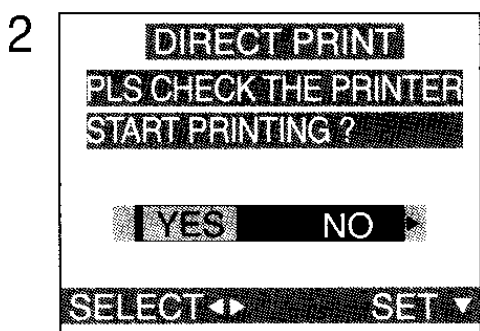 2
DIRECT PRINT
PLS CHECK THE PRINTER
START PRINTING ?
YES NO ▶
SELECT ◀▶ SET ▼